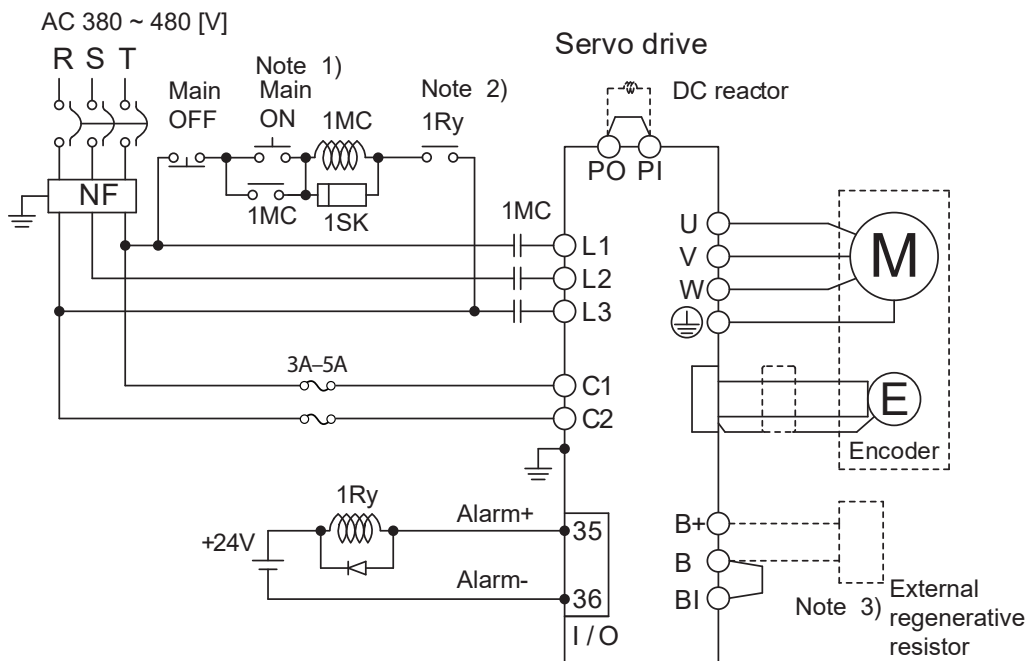 AC 380 ~ 480 [V]
R S T
Servo drive
Note 1)
Main
OFF
Main
ON
1MC
Note 2)
1Ry
DC reactor
PO PI
NF
1MC
1SK
1MC
L1
L2
L3
U
V
W
M
3A–5A
C1
C2
E
Encoder
1Ry
+24V
Alarm+
35
Alarm-
36
I / O
B+
B
BI
Note 3)
External
regenerative
resistor